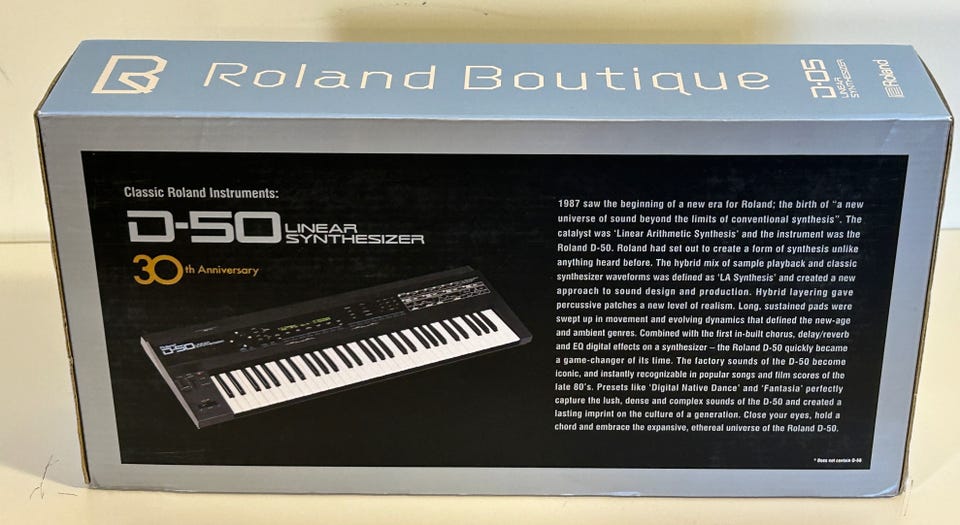 Roland Boutique
D-05
LINEAR
SYNTHESIZER
Roland
Classic Roland Instruments:
D-50 LINEAR
SYNTHESIZER
30th Anniversary
1987 saw the beginning of a new era for Roland; the birth of “a new
universe of sound beyond the limits of conventional synthesis”. The
catalyst was ‘Linear Arithmetic Synthesis’ and the instrument was the
Roland D-50. Roland had set out to create a form of synthesis unlike
anything heard before. The hybrid mix of sample playback and classic
synthesizer waveforms was defined as ‘LA Synthesis’ and created a new
approach to sound design and production. Hybrid layering gave
percussive patches a new level of realism. Long, sustained pads were
swept up in movement and evolving dynamics that defined the new-age
and ambient genres. Combined with the first in-built chorus, delay/reverb
and EQ digital effects on a synthesizer – the Roland D-50 quickly became
a game-changer of its time. The factory sounds of the D-50 become
iconic, and instantly recognizable in popular songs and film scores of the
late 80’s. Presets like ‘Digital Native Dance’ and ‘Fantasia’ perfectly
capture the lush, dense and complex sounds of the D-50 and created a
lasting imprint on the culture of a generation. Close your eyes, hold a
chord and embrace the expansive, ethereal universe of the Roland D-50.
* Does not contain D-50
D-50